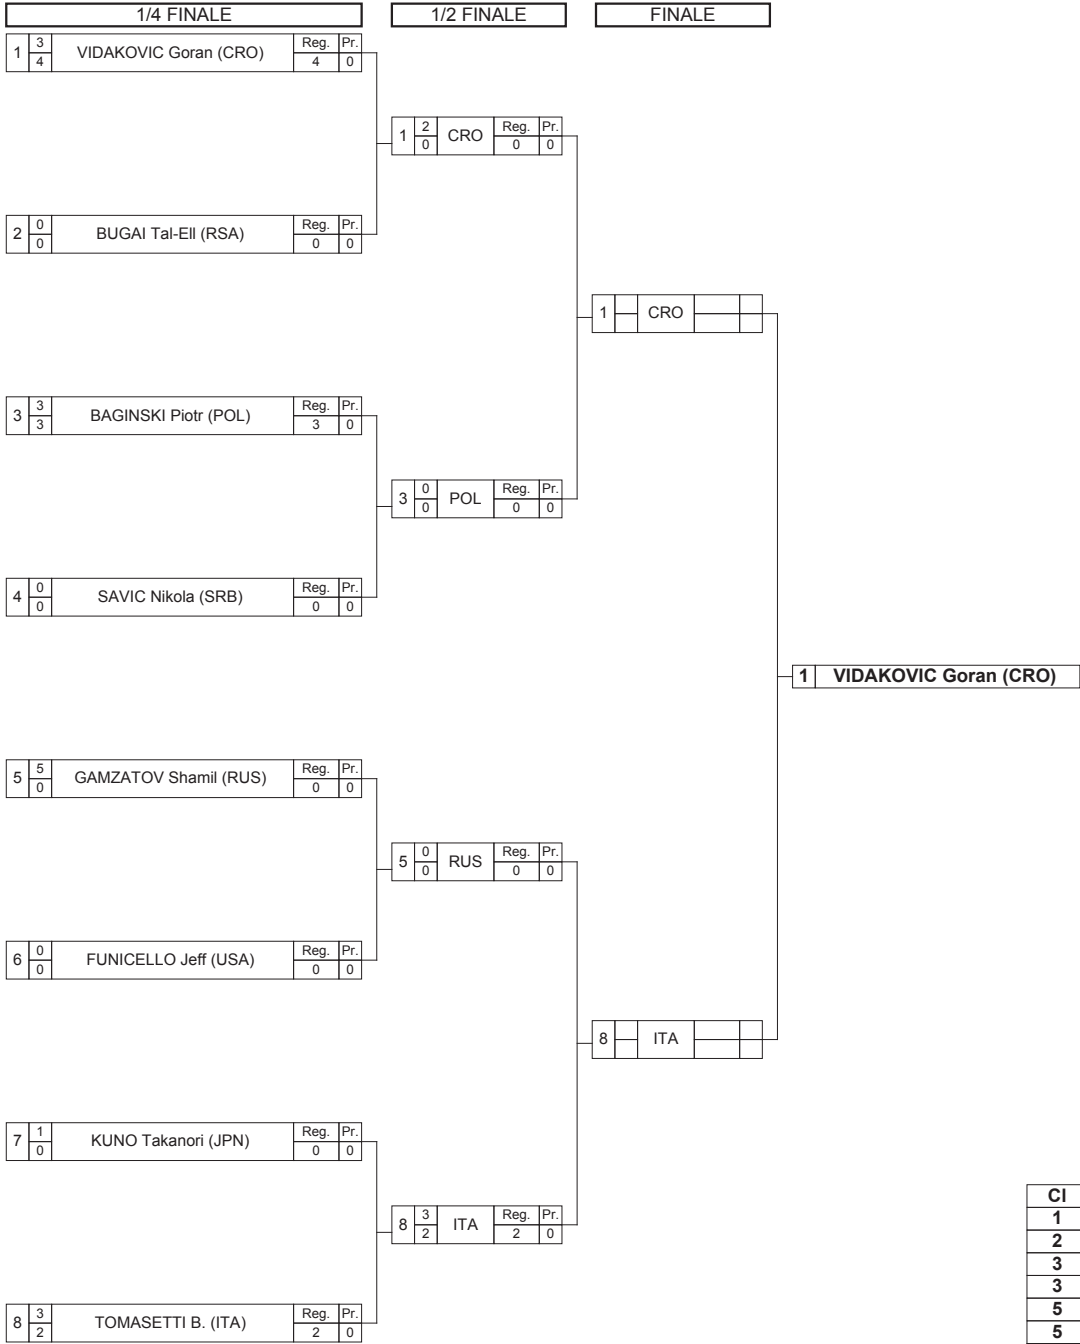 1/4 FINALE 1/2 FINALE FINALE
1 3 4 VIDAKOVIC Goran (CRO) Reg. Pr. 4 0
1 2 0 CRO Reg. Pr. 0 0
2 0 0 BUGAI Tal-Ell (RSA) Reg. Pr. 0 0
1 CRO
3 3 3 BAGINSKI Piotr (POL) Reg. Pr. 3 0
3 0 0 POL Reg. Pr. 0 0
4 0 0 SAVIC Nikola (SRB) Reg. Pr. 0 0
1 VIDAKOVIC Goran (CRO)
5 5 0 GAMZATOV Shamil (RUS) Reg. Pr. 0 0
5 0 0 RUS Reg. Pr. 0 0
6 0 0 FUNICELLO Jeff (USA) Reg. Pr. 0 0
8 ITA
7 1 0 KUNO Takanori (JPN) Reg. Pr. 0 0
8 3 2 ITA Reg. Pr. 2 0
8 3 2 TOMASETTI B. (ITA) Reg. Pr. 2 0
Cl
1
2
3
3
5
5